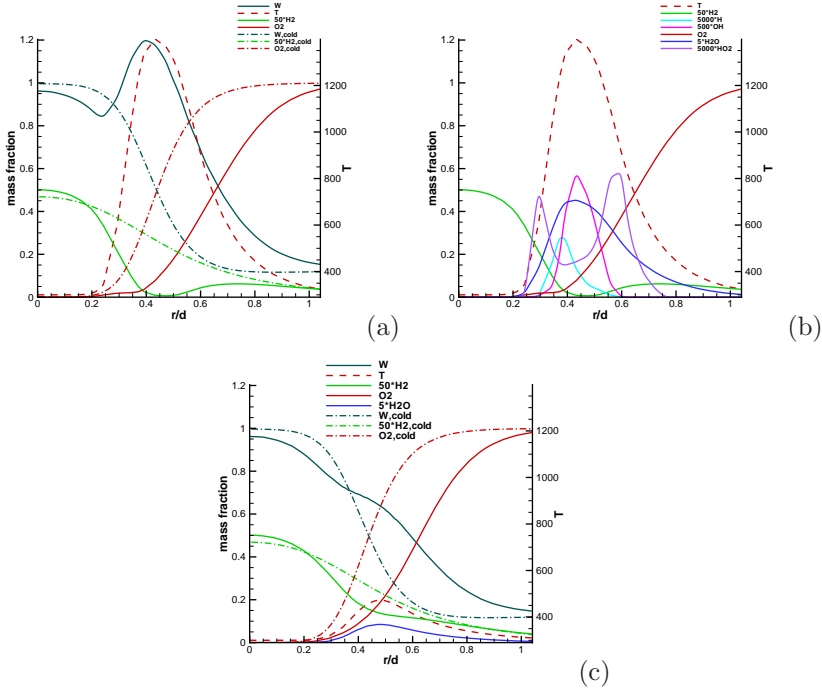 W
T
50*H2
O2
W,cold
50*H2,cold
O2,cold
mass fraction
1.2
1
0.8
0.6
0.4
0.2
0
0 0.2 0.4 0.6 0.8 1
r/d
1200
1000
800
600
400
T
(a)
T
50*H2
5000*H
500*OH
O2
5*H2O
5000*HO2
mass fraction
1.2
1
0.8
0.6
0.4
0.2
0
0 0.2 0.4 0.6 0.8 1
r/d
1200
1000
800
600
400
T
(b)
W
T
50*H2
O2
5*H2O
W,cold
50*H2,cold
O2,cold
mass fraction
1.2
1
0.8
0.6
0.4
0.2
0
0 0.2 0.4 0.6 0.8 1
r/d
1200
1000
800
600
400
T
(c)